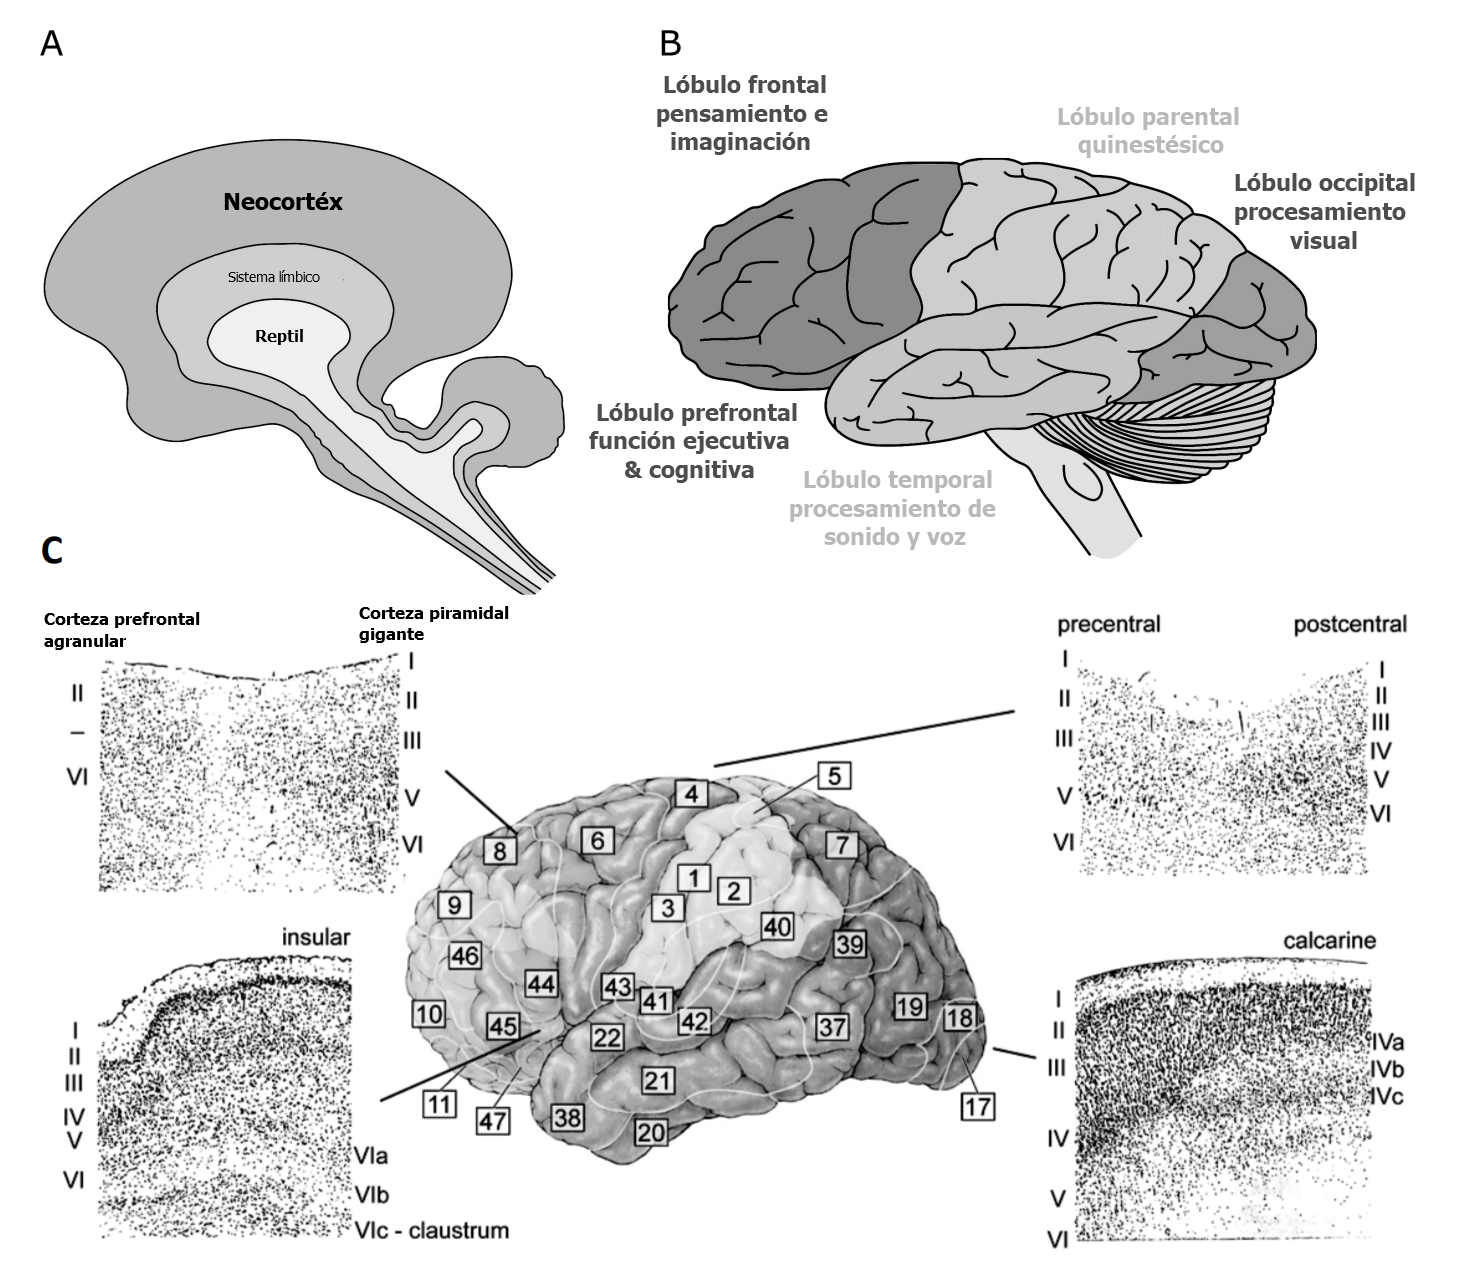 A
Neocortéx
Sistema límbico
Reptil
B
Lóbulo frontal
pensamiento e
imaginación
Lóbulo parental
quinestésico
Lóbulo occipital
procesamiento
visual
Lóbulo prefrontal
función ejecutiva
& cognitiva
Lóbulo temporal
procesamiento de
sonido y voz
C
Corteza prefrontal
agranular
Corteza piramidal
gigante
II
–
VI
I
II
III
V
VI
precentral
postcentral
I
II
III
V
VI
I
II
III
IV
V
VI
5
4
6
8
7
1
2
9
3
40
39
46
44
43
41
19
10
45
42
18
22
37
21
11
47
38
20
17
insular
I
II
III
IV
V
VI
VIa
VIb
VIc - claustrum
calcarine
I
II
III
IV
V
VI
IVa
IVb
IVc